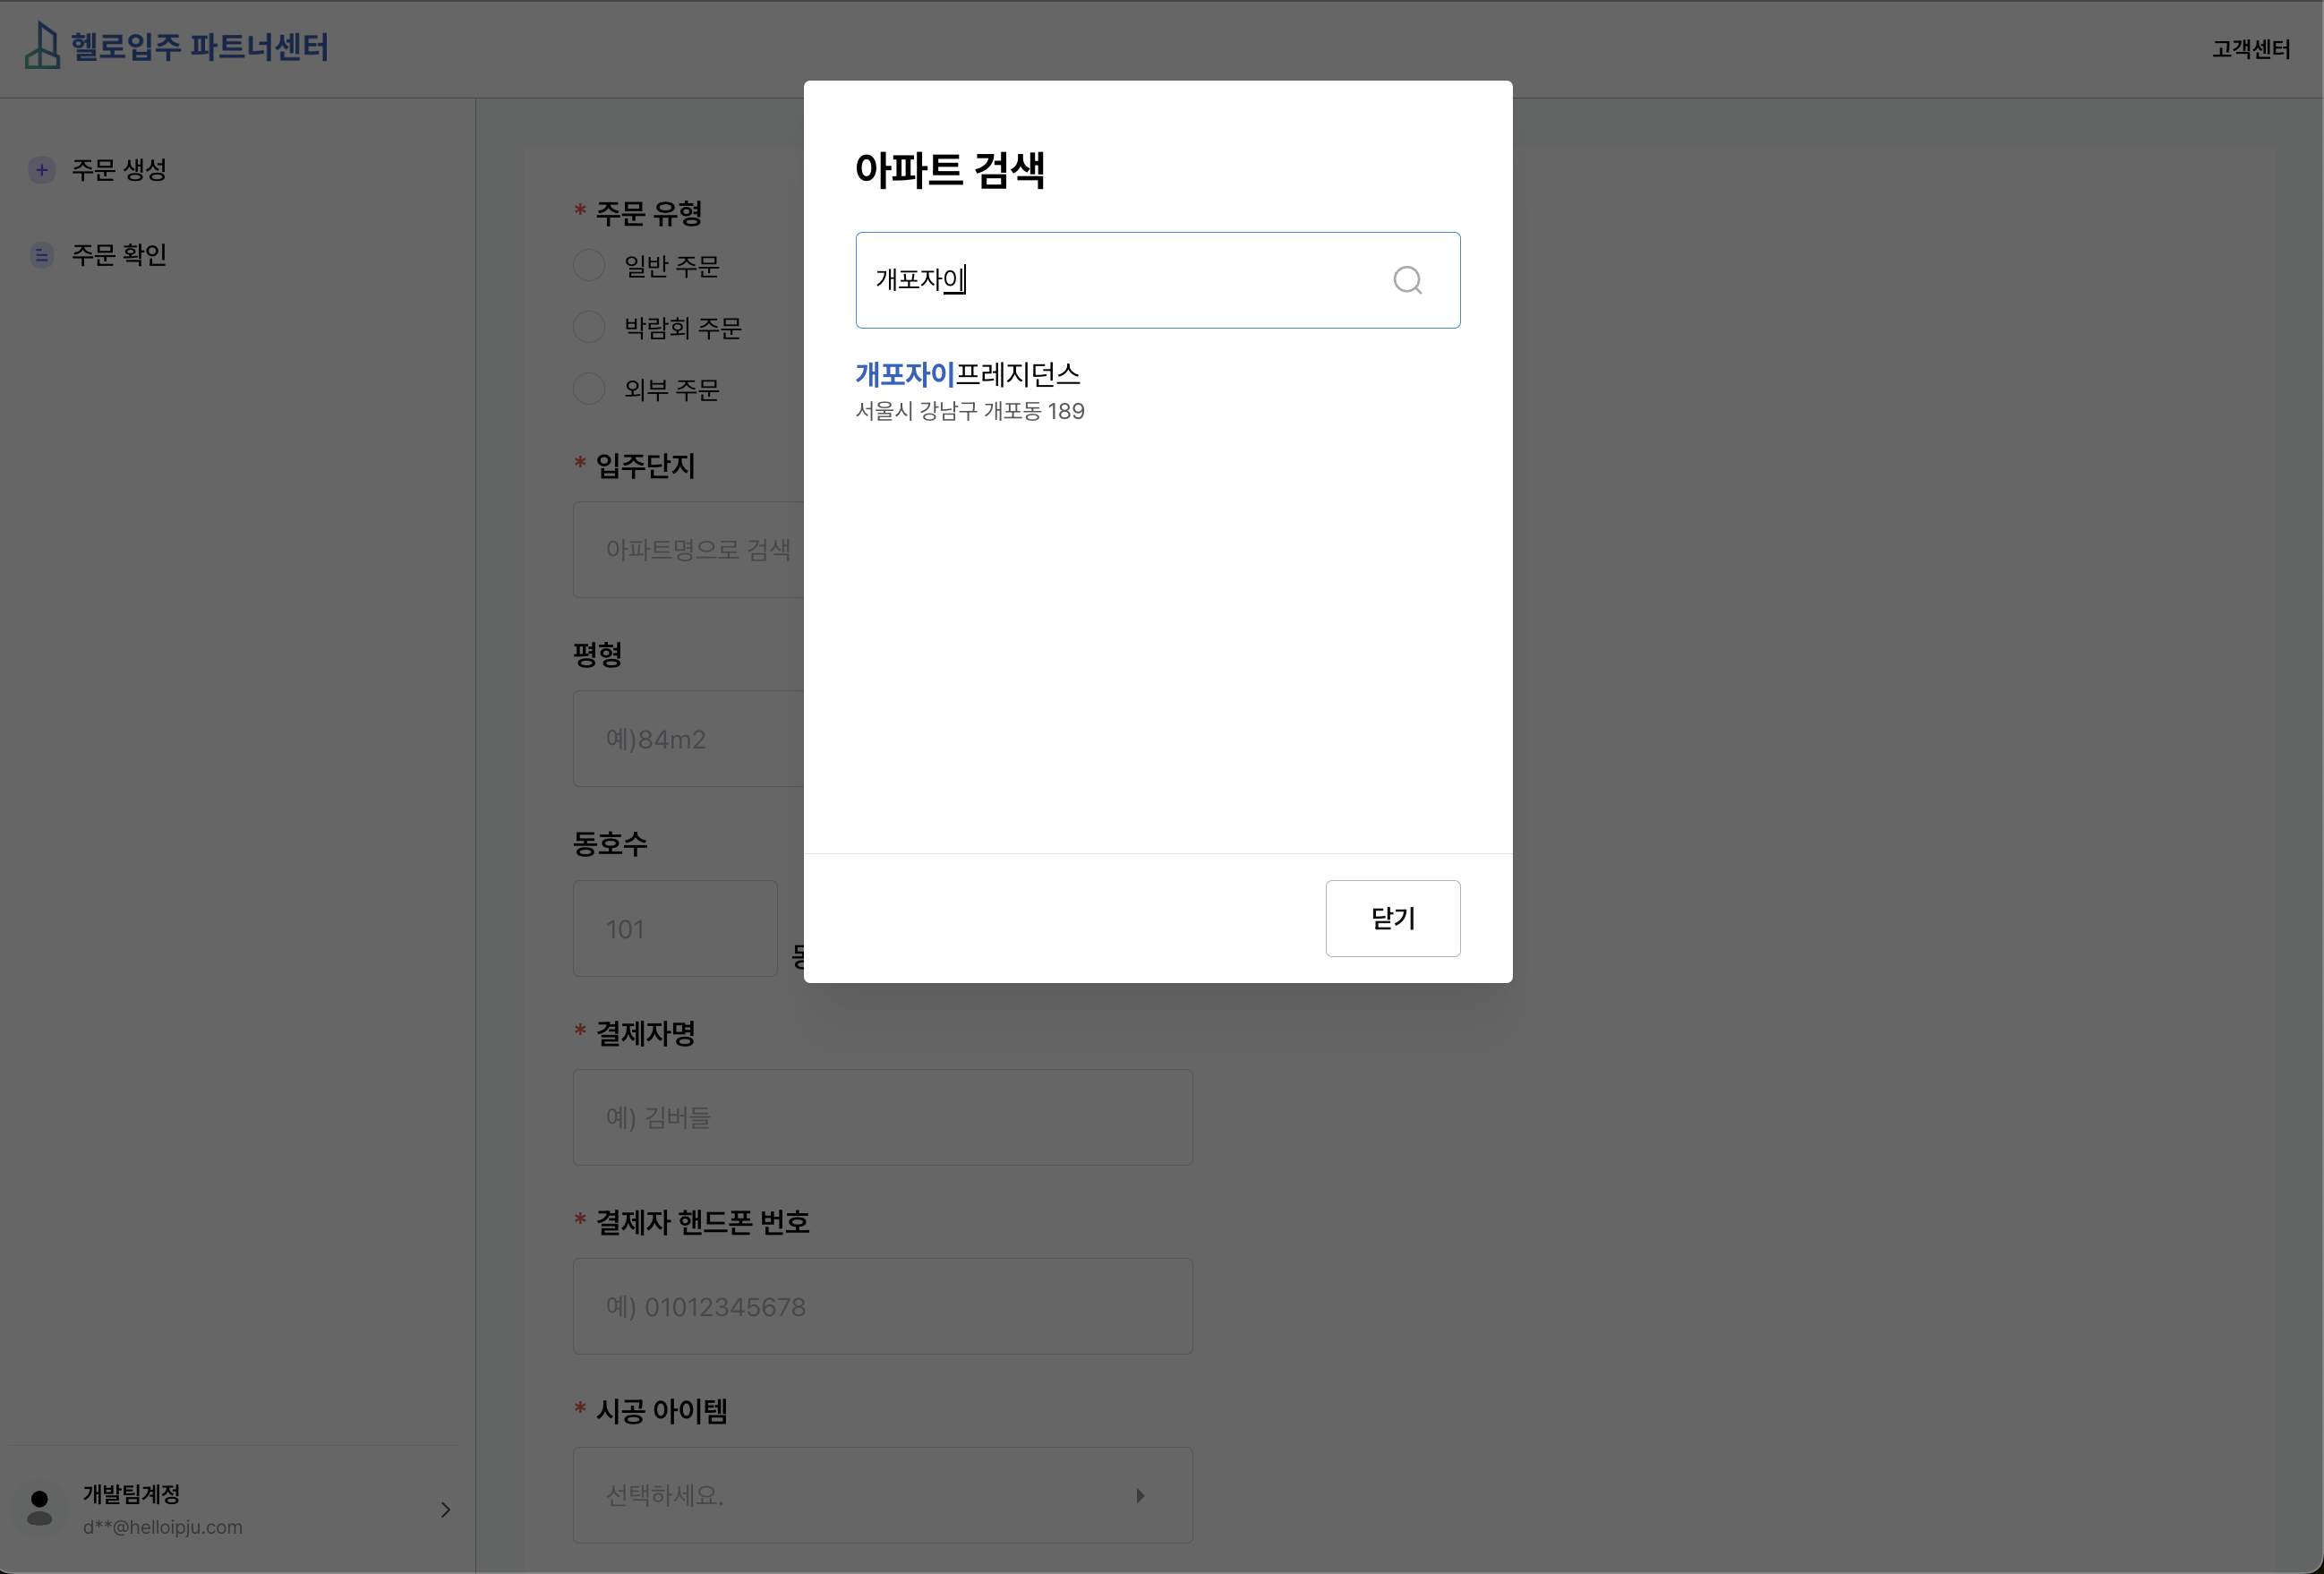 헬로입주 파트너센터
고객센터
주문 생성
주문 확인
* 주문 유형
일반 주문
박람회 주문
외부 주문
* 입주단지
아파트명으로 검색
평형
예)84m2
동호수
101
* 결제자명
예) 김버들
* 결제자 핸드폰 번호
예) 01012345678
* 시공 아이템
선택하세요.
아파트 검색
개포자이
개포자이프레지던스
서울시 강남구 개포동 189
닫기
개발팀계정
d**@helloipju.com